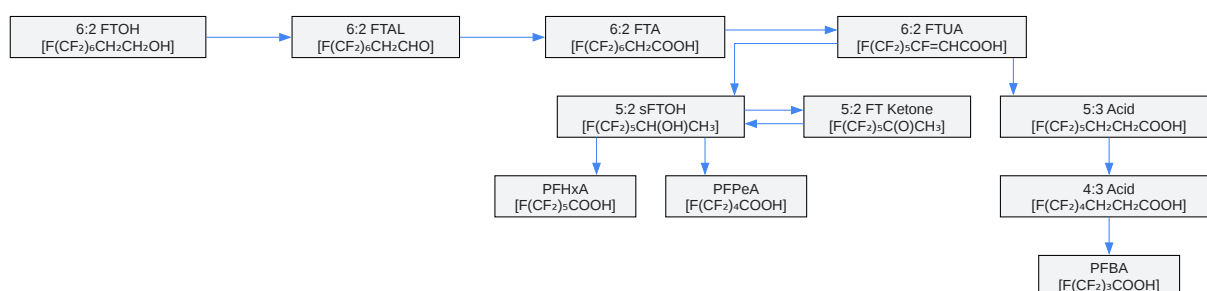 6:2 FTOH
[F(CF₂)₆CH₂CH₂OH]
6:2 FTAL
[F(CF₂)₆CH₂CHO]
6:2 FTA
[F(CF₂)₆CH₂COOH]
6:2 FTUA
[F(CF₂)₅CF=CHCOOH]
5:2 sFTOH
[F(CF₂)₅CH(OH)CH₃]
5:2 FT Ketone
[F(CF₂)₅C(O)CH₃]
5:3 Acid
[F(CF₂)₅CH₂CH₂COOH]
PFHxA
[F(CF₂)₅COOH]
PFPeA
[F(CF₂)₄COOH]
4:3 Acid
[F(CF₂)₄CH₂CH₂COOH]
PFBA
[F(CF₂)₃COOH]